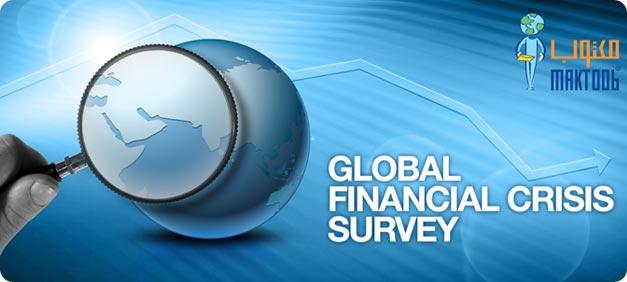 مكتوب
MAKTOOb
GLOBAL
FINANCIAL CRISIS
SURVEY